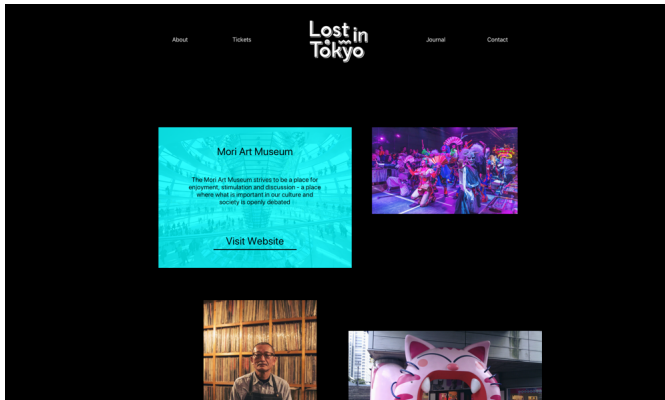 About
Tickets
Lost in
Tokyo
Journal
Contact
Mori Art Museum
The Mori Art Museum strives to be a place for
enjoyment, stimulation and discussion - a place
where what is important in our culture and
society is openly debated
Visit Website